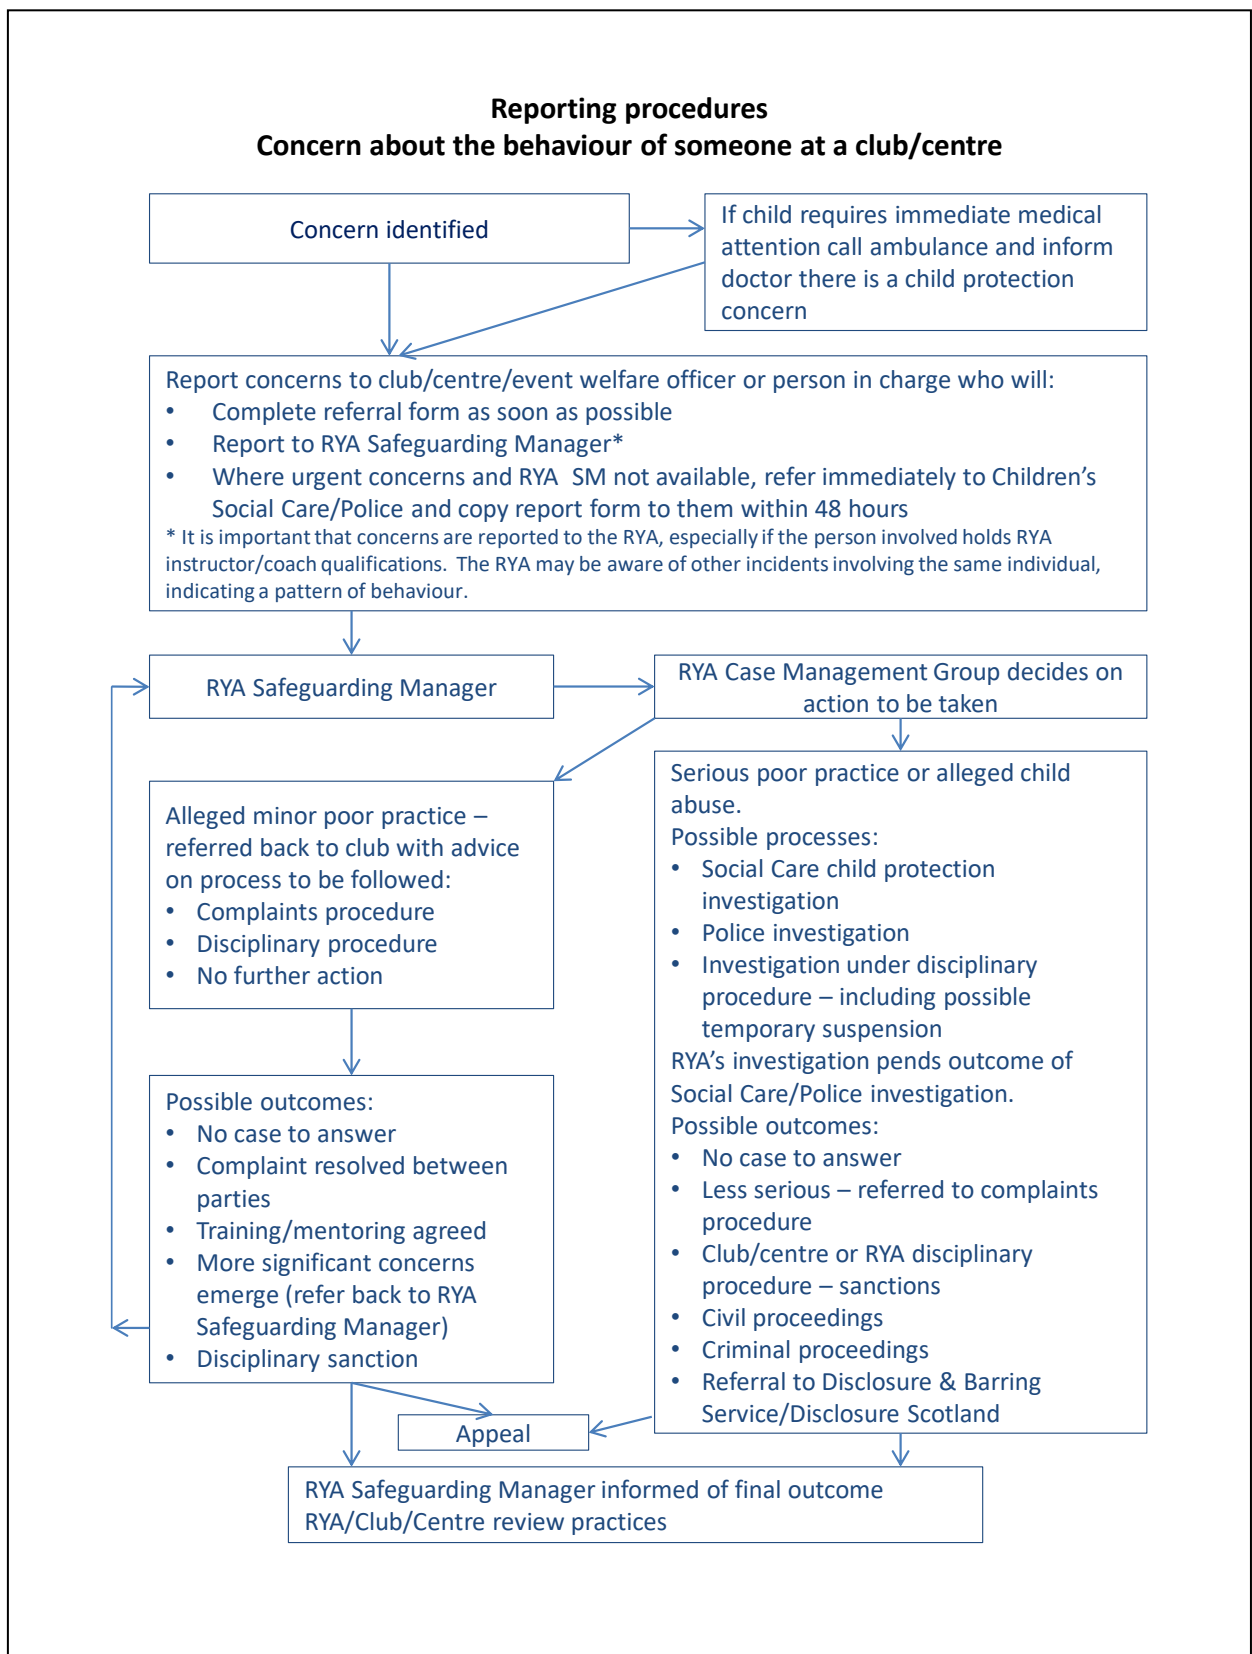 Reporting procedures
Concern about the behaviour of someone at a club/centre
Concern identified
If child requires immediate medical
attention call ambulance and inform
doctor there is a child protection
concern
Report concerns to club/centre/event welfare officer or person in charge who will:
• Complete referral form as soon as possible
• Report to RYA Safeguarding Manager*
• Where urgent concerns and RYA SM not available, refer immediately to Children's
Social Care/Police and copy report form to them within 48 hours
* It is important that concerns are reported to the RYA, especially if the person involved holds RYA
instructor/coach qualifications. The RYA may be aware of other incidents involving the same individual,
indicating a pattern of behaviour.
RYA Safeguarding Manager
RYA Case Management Group decides on
action to be taken
Alleged minor poor practice –
referred back to club with advice
on process to be followed:
• Complaints procedure
• Disciplinary procedure
• No further action
Serious poor practice or alleged child
abuse.
Possible processes:
• Social Care child protection
investigation
• Police investigation
• Investigation under disciplinary
procedure – including possible
temporary suspension
RYA's investigation pends outcome of
Social Care/Police investigation.
Possible outcomes:
• No case to answer
• Less serious – referred to complaints
procedure
• Club/centre or RYA disciplinary
procedure – sanctions
• Civil proceedings
• Criminal proceedings
• Referral to Disclosure & Barring
Service/Disclosure Scotland
Possible outcomes:
• No case to answer
• Complaint resolved between
parties
• Training/mentoring agreed
• More significant concerns
emerge (refer back to RYA
Safeguarding Manager)
• Disciplinary sanction
Appeal
RYA Safeguarding Manager informed of final outcome
RYA/Club/Centre review practices